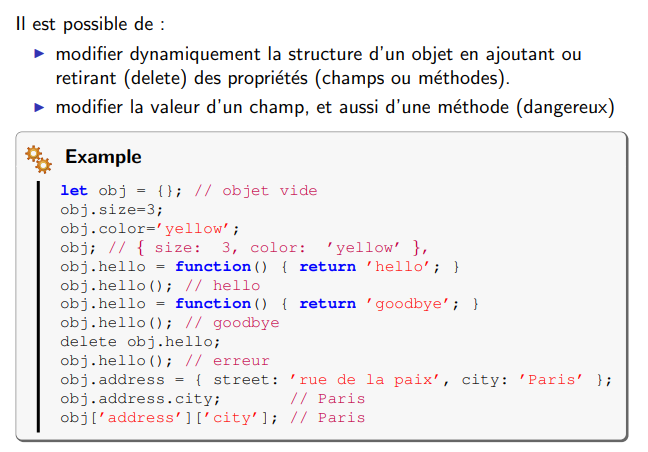 Il est possible de :
modifier dynamiquement la structure d'un objet en ajoutant ou
retirant (delete) des propriétés (champs ou méthodes).
modifier la valeur d'un champ, et aussi d'une méthode (dangereux)
Example
let obj = {}; // objet vide
obj.size=3;
obj.color='yellow';
obj; // { size: 3, color: 'yellow' },
obj.hello = function() { return 'hello'; }
obj.hello(); // hello
obj.hello = function() { return 'goodbye'; }
obj.hello(); // goodbye
delete obj.hello;
obj.hello(); // erreur
obj.address = { street: 'rue de la paix', city: 'Paris' };
obj.address.city; // Paris
obj['address']['city']; // Paris